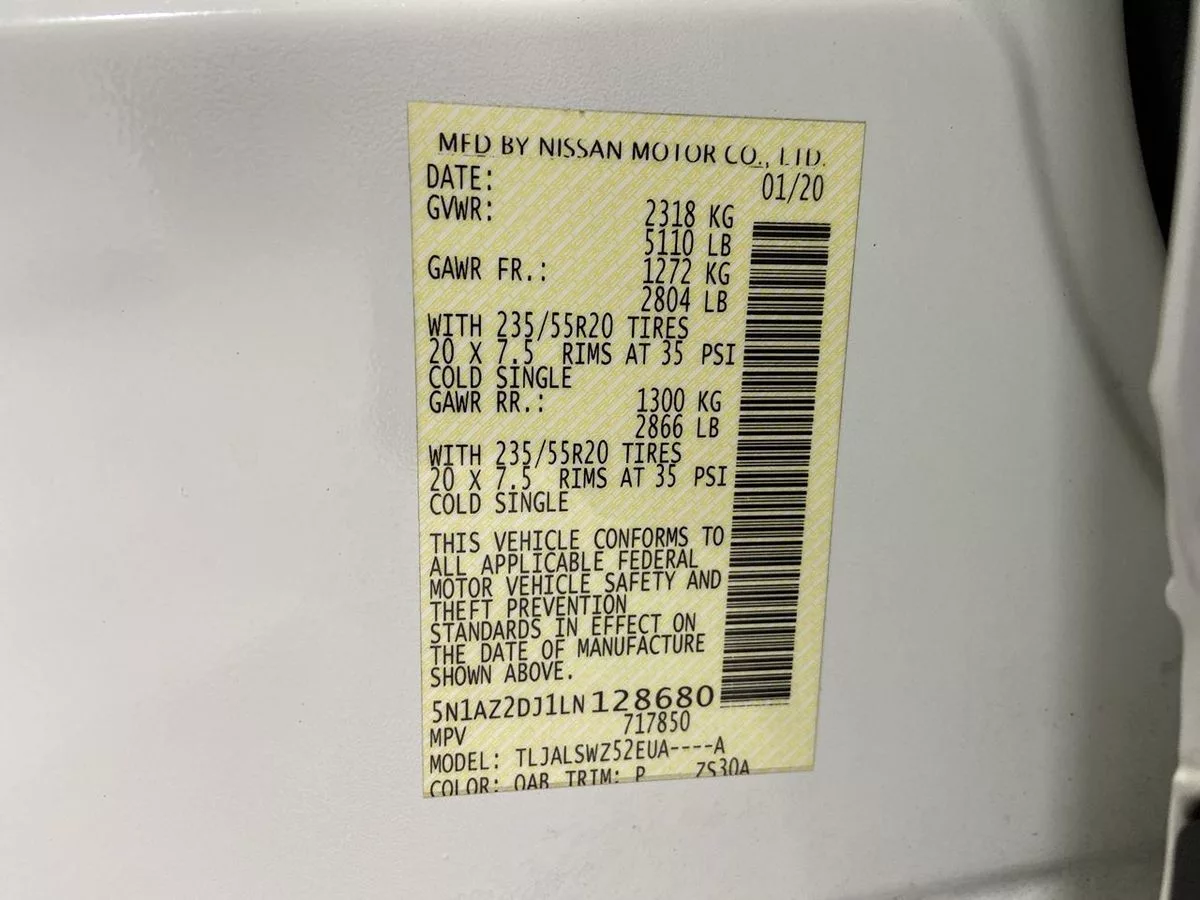 MFD BY NISSAN MOTOR CO., LTD.
DATE: 01/20
GVWR: 2318 KG
5110 LB
GAWR FR.: 1272 KG
2804 LB
WITH 235/55R20 TIRES
20 X 7.5 RIMS AT 35 PSI
COLD SINGLE
GAWR RR.: 1300 KG
2866 LB
WITH 235/55R20 TIRES
20 X 7.5 RIMS AT 35 PSI
COLD SINGLE
THIS VEHICLE CONFORMS TO
ALL APPLICABLE FEDERAL
MOTOR VEHICLE SAFETY AND
THEFT PREVENTION
STANDARDS IN EFFECT ON
THE DATE OF MANUFACTURE
SHOWN ABOVE.
5N1AZ2DJ1LN128680
MPV 717850
MODEL: TLJALSWZ52EUA----A
COLOR: QAB TRIM: P ZS30A